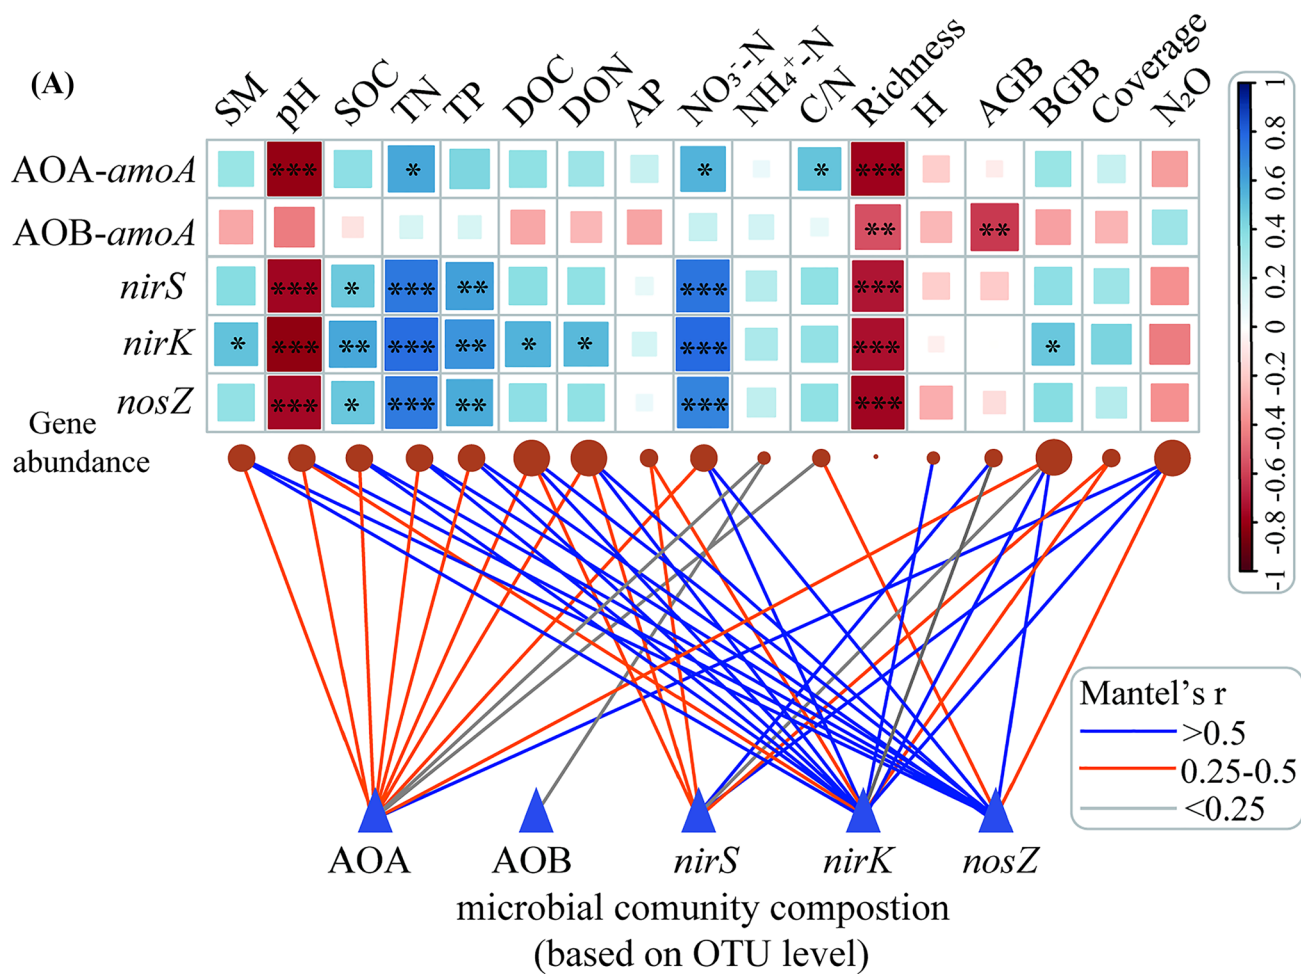 (A)
SM pH SOC TN TP DOC DON AP NO₃⁻-N NH₄⁺-N C/N Richness H AGB BGB Coverage N₂O
AOA-amoA *** * * * ***
AOB-amoA ** **
nirS *** * *** ** *** ***
nirK * *** ** *** ** * * *** *** *
nosZ *** * *** ** *** ***
Gene
abundance
1
0.8
0.6
0.4
0.2
0
-0.2
-0.4
-0.6
-0.8
-1
Mantel's r
>0.5
0.25-0.5
<0.25
AOA AOB nirS nirK nosZ
microbial comunity compostion
(based on OTU level)